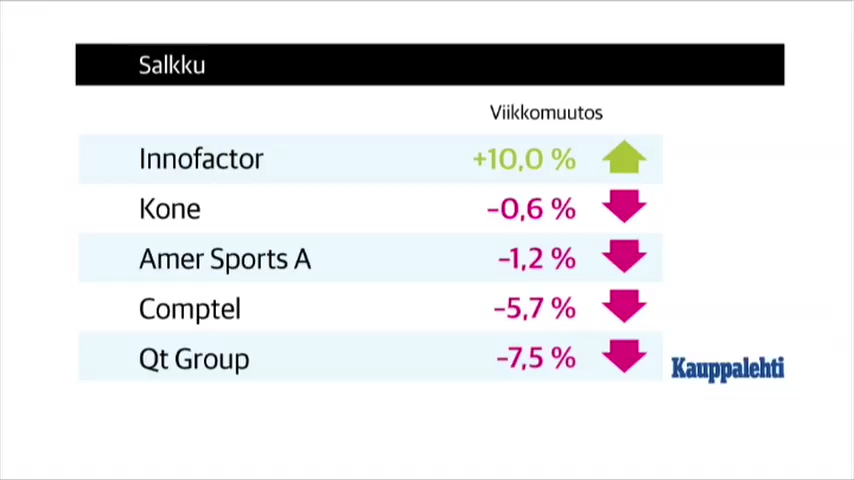 Salkku
Viikkomuutos
Innofactor +10,0 %
Kone -0,6 %
Amer Sports A -1,2 %
Comptel -5,7 %
Qt Group -7,5 %
Kauppalehti